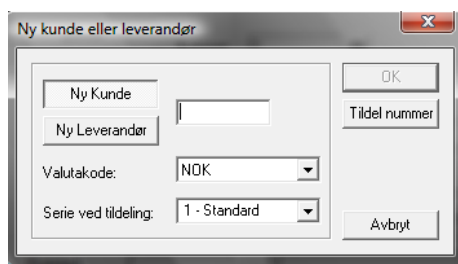 Ny kunde eller leverandør
Ny Kunde
Ny Leverandør
Valutakode:
NOK
Serie ved tildeling:
1 - Standard
OK
Tildel nummer
Avbryt